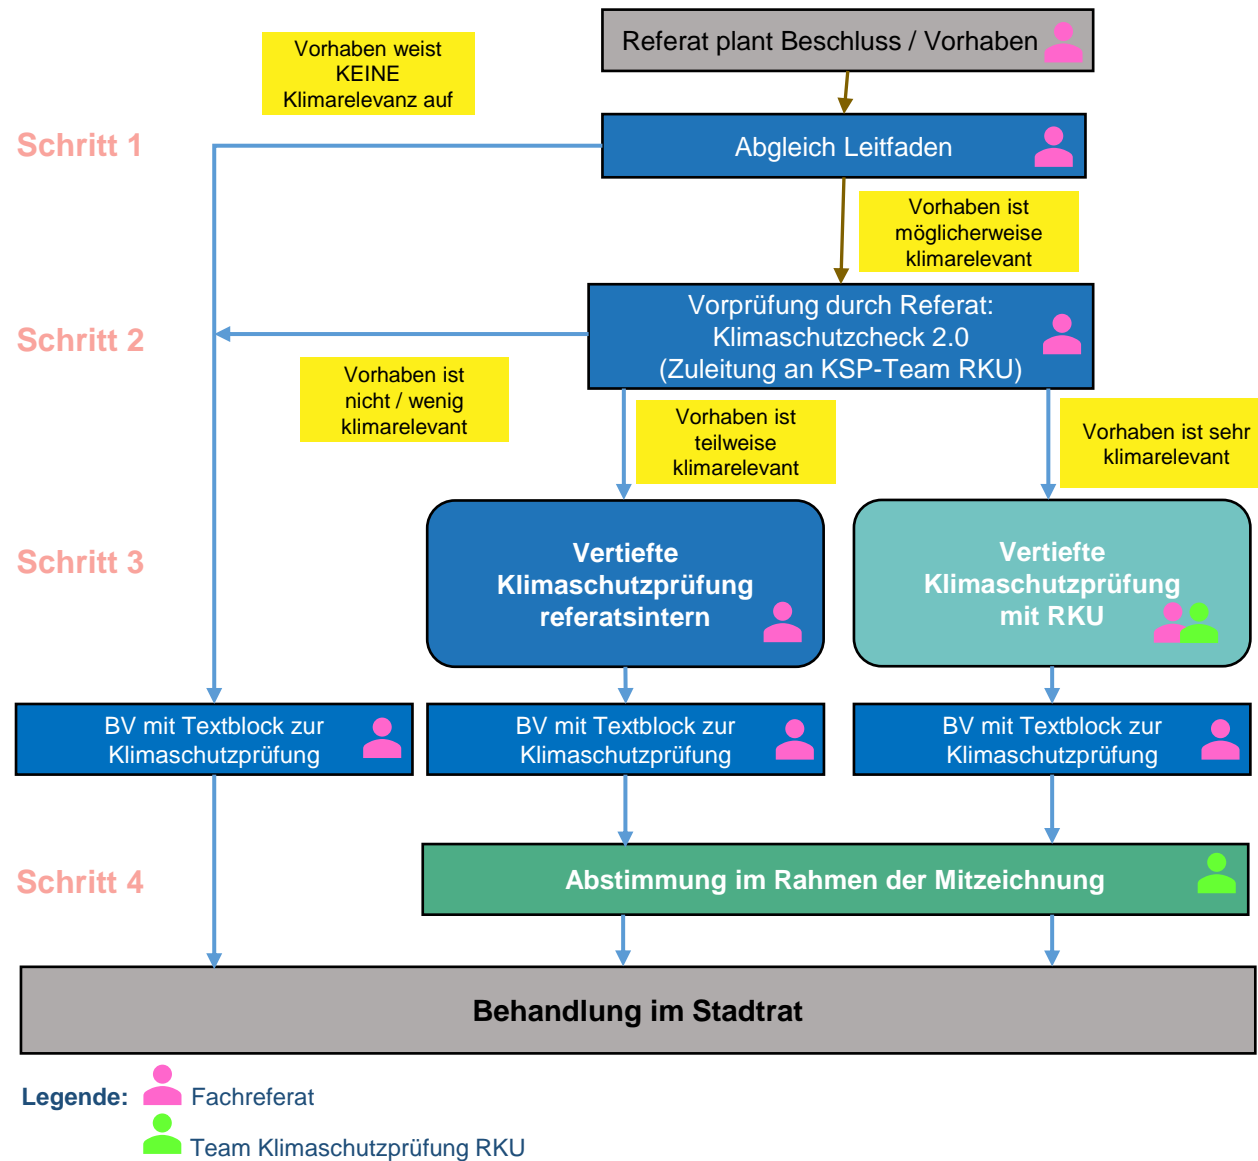 Referat plant Beschluss / Vorhaben
Vorhaben weist
KEINE
Klimarelevanz auf
Schritt 1
Abgleich Leitfaden
Vorhaben ist
möglicherweise
klimarelevant
Schritt 2
Vorprüfung durch Referat:
Klimaschutzcheck 2.0
(Zuleitung an KSP-Team RKU)
Vorhaben ist
nicht / wenig
klimarelevant
Vorhaben ist
teilweise
klimarelevant
Vorhaben ist sehr
klimarelevant
Schritt 3
Vertiefte
Klimaschutzprüfung
referatsintern
Vertiefte
Klimaschutzprüfung
mit RKU
BV mit Textblock zur
Klimaschutzprüfung
BV mit Textblock zur
Klimaschutzprüfung
BV mit Textblock zur
Klimaschutzprüfung
Schritt 4
Abstimmung im Rahmen der Mitzeichnung
Behandlung im Stadtrat
Legende: Fachreferat
Team Klimaschutzprüfung RKU